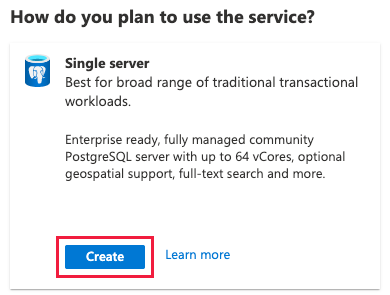 How do you plan to use the service?
Single server
Best for broad range of traditional transactional
workloads.
Enterprise ready, fully managed community
PostgreSQL server with up to 64 vCores, optional
geospatial support, full-text search and more.
Create
Learn more